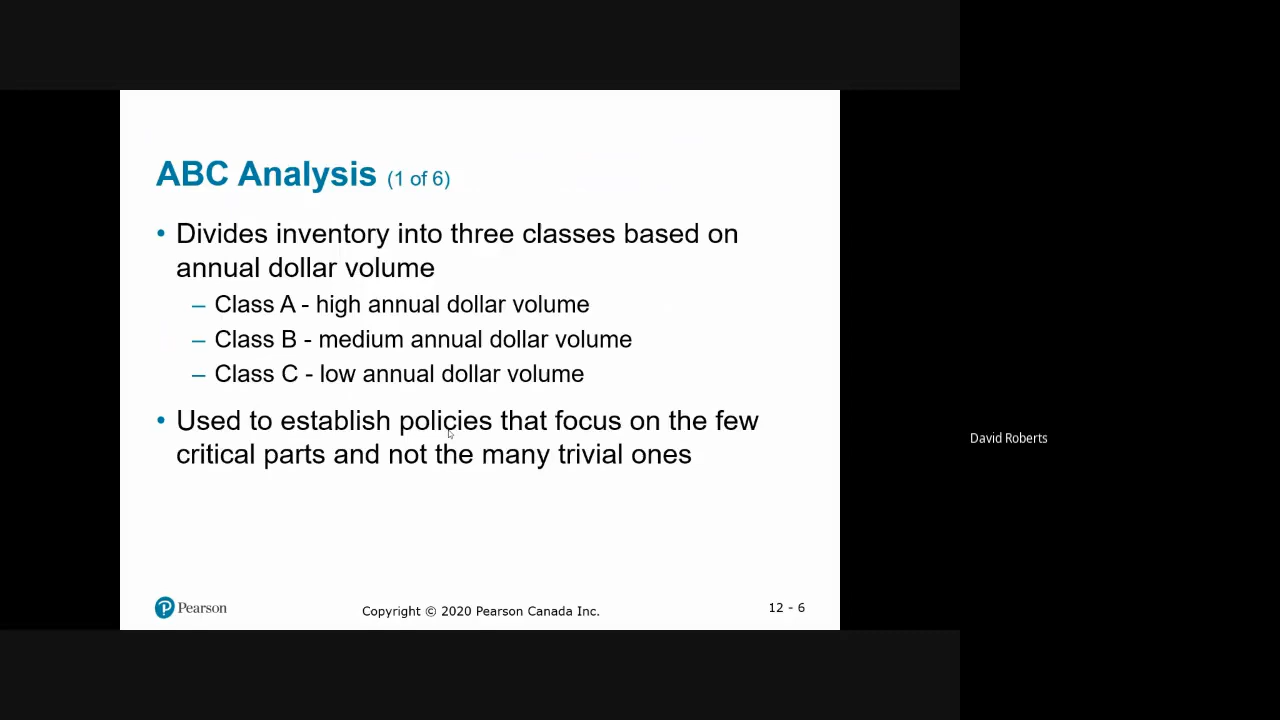 ABC Analysis (1 of 6)
• Divides inventory into three classes based on
annual dollar volume
– Class A - high annual dollar volume
– Class B - medium annual dollar volume
– Class C - low annual dollar volume
• Used to establish policies that focus on the few
critical parts and not the many trivial ones
David Roberts
Pearson
Copyright © 2020 Pearson Canada Inc.
12 - 6